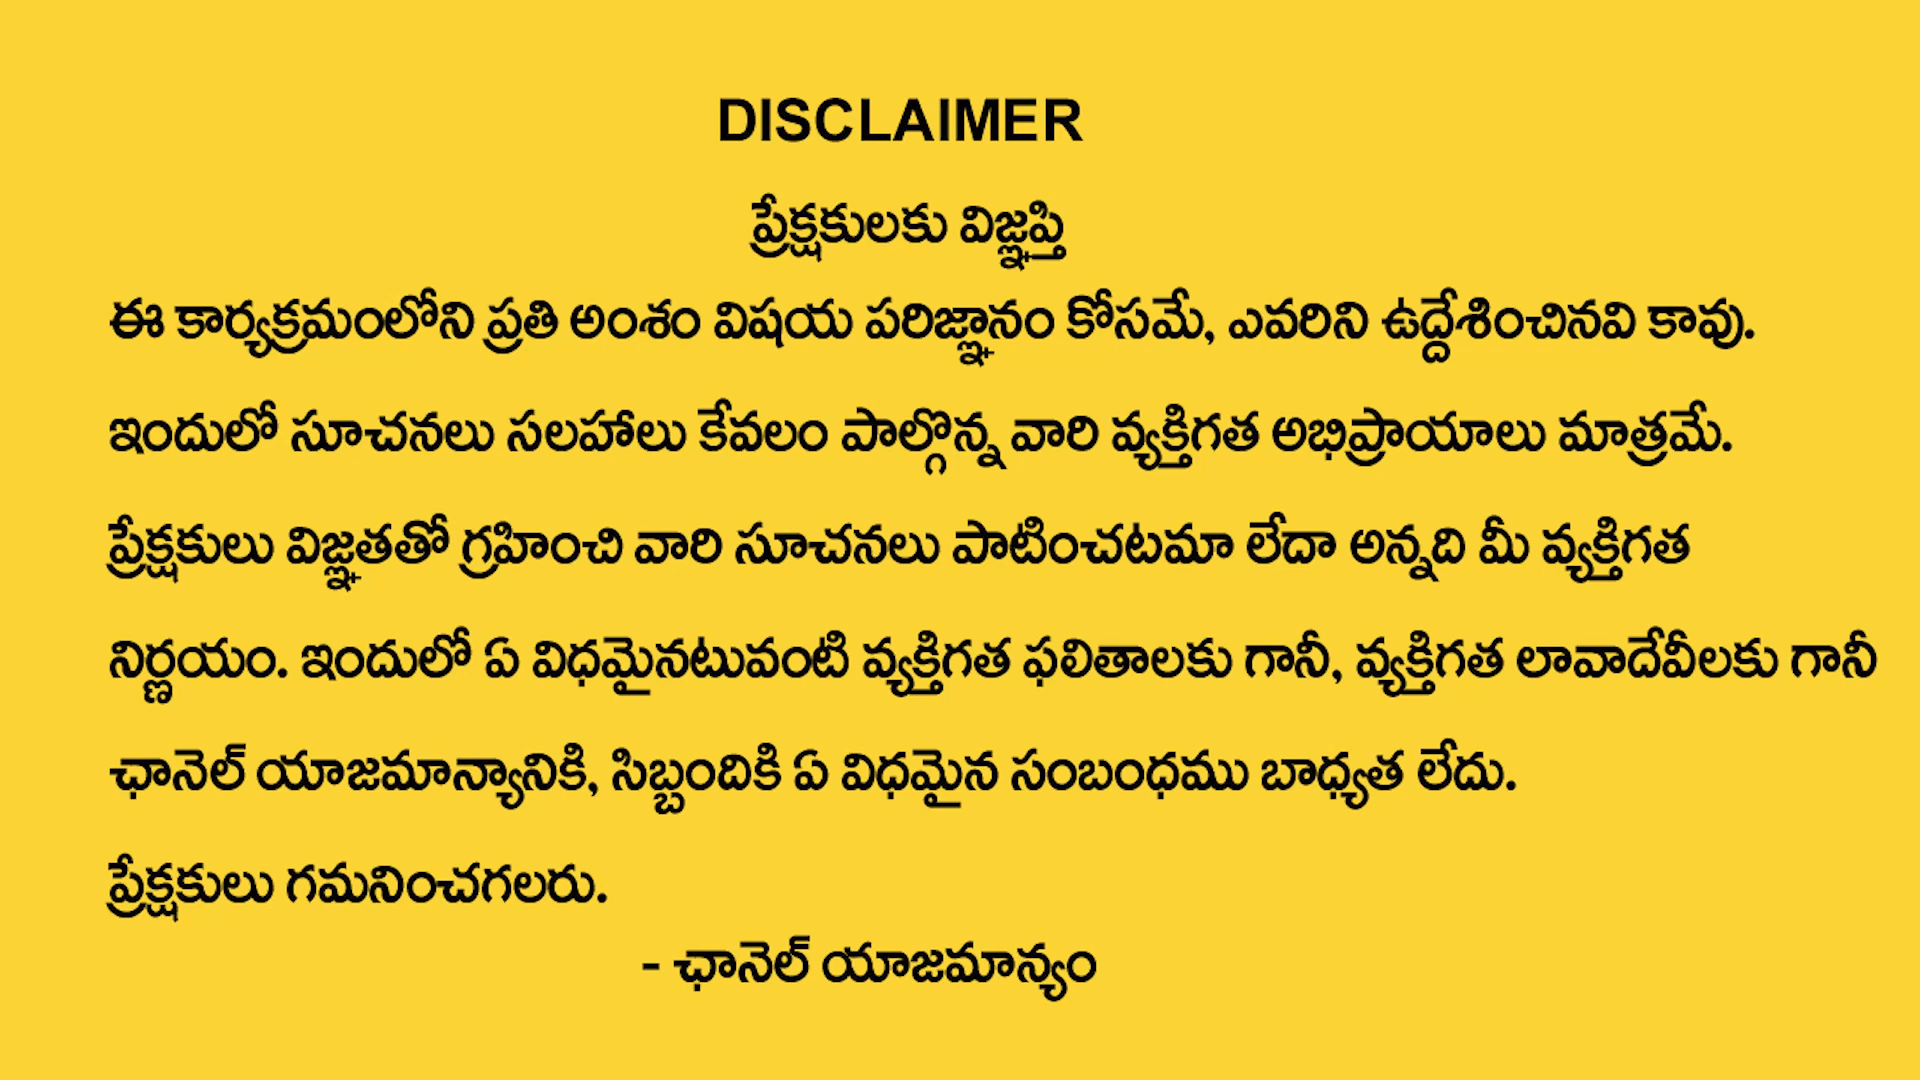 DISCLAIMER
ప్రేక్షకులకు విజ్ఞప్తి
ఈ కార్యక్రమంలోని ప్రతి అంశం విషయ పరిజ్ఞానం కోసమే, ఎవరిని ఉద్దేశించినవి కావు.
ఇందులో సూచనలు సలహాలు కేవలం పాల్గొన్న వారి వ్యక్తిగత అభిప్రాయాలు మాత్రమే.
ప్రేక్షకులు విజ్ఞతతో గ్రహించి వారి సూచనలు పాటించటమా లేదా అన్నది మీ వ్యక్తిగత
నిర్ణయం. ఇందులో ఏ విధమైనటువంటి వ్యక్తిగత ఫలితాలకు గానీ, వ్యక్తిగత లావాదేవీలకు గానీ
ఛానెల్ యాజమాన్యానికి, సిబ్బందికి ఏ విధమైన సంబంధము బాధ్యత లేదు.
ప్రేక్షకులు గమనించగలరు.
- ఛానెల్ యాజమాన్యం